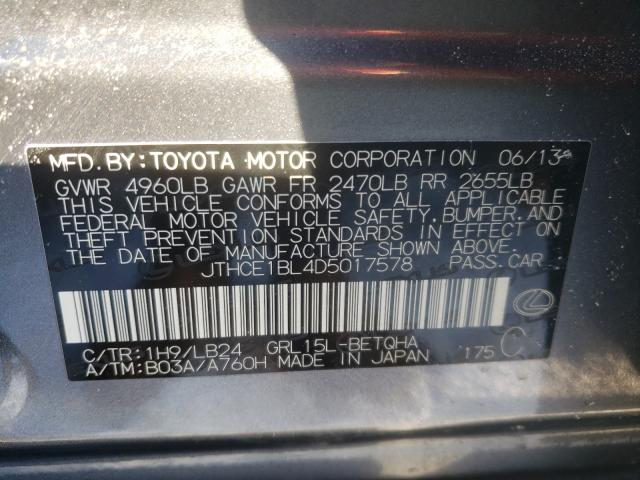 MFD. BY: TOYOTA MOTOR CORPORATION 06/13
GVWR 4960LB GAWR FR 2470LB RR 2655LB
THIS VEHICLE CONFORMS TO ALL APPLICABLE
FEDERAL MOTOR VEHICLE SAFETY, BUMPER, AND
THEFT PREVENTION STANDARDS IN EFFECT ON
THE DATE OF MANUFACTURE SHOWN ABOVE.
JTHCE1BL4D5017578 PASS. CAR
C/TR: 1H9/LB24 GRL15L-BETQHA
A/TM: B03A/A760H MADE IN JAPAN 175 C